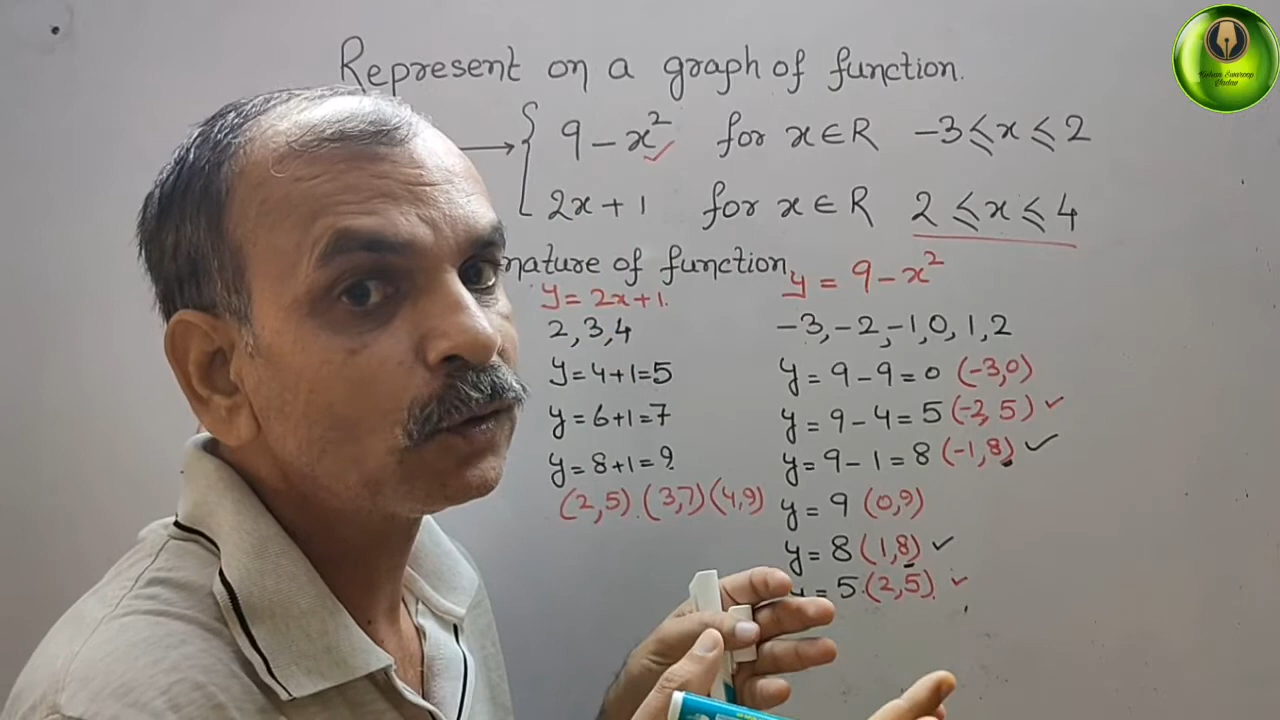 Represent on a graph of function.
9 - x² for x ∈ R -3 ⩽ x ⩽ 2
2x + 1 for x ∈ R 2 ⩽ x ⩽ 4
nature of function
y = 2x + 1.
2, 3, 4
y = 4 + 1 = 5
y = 6 + 1 = 7
y = 8 + 1 = 9
(2, 5) (3, 7) (4, 9)
y = 9 - x²
-3, -2, -1, 0, 1, 2
y = 9 - 9 = 0 (-3, 0)
y = 9 - 4 = 5 (-2, 5) ✓
y = 9 - 1 = 8 (-1, 8) ✓
y = 9 (0, 9)
y = 8 (1, 8) ✓
y = 5 (2, 5) ✓
Swaroop
Yadav